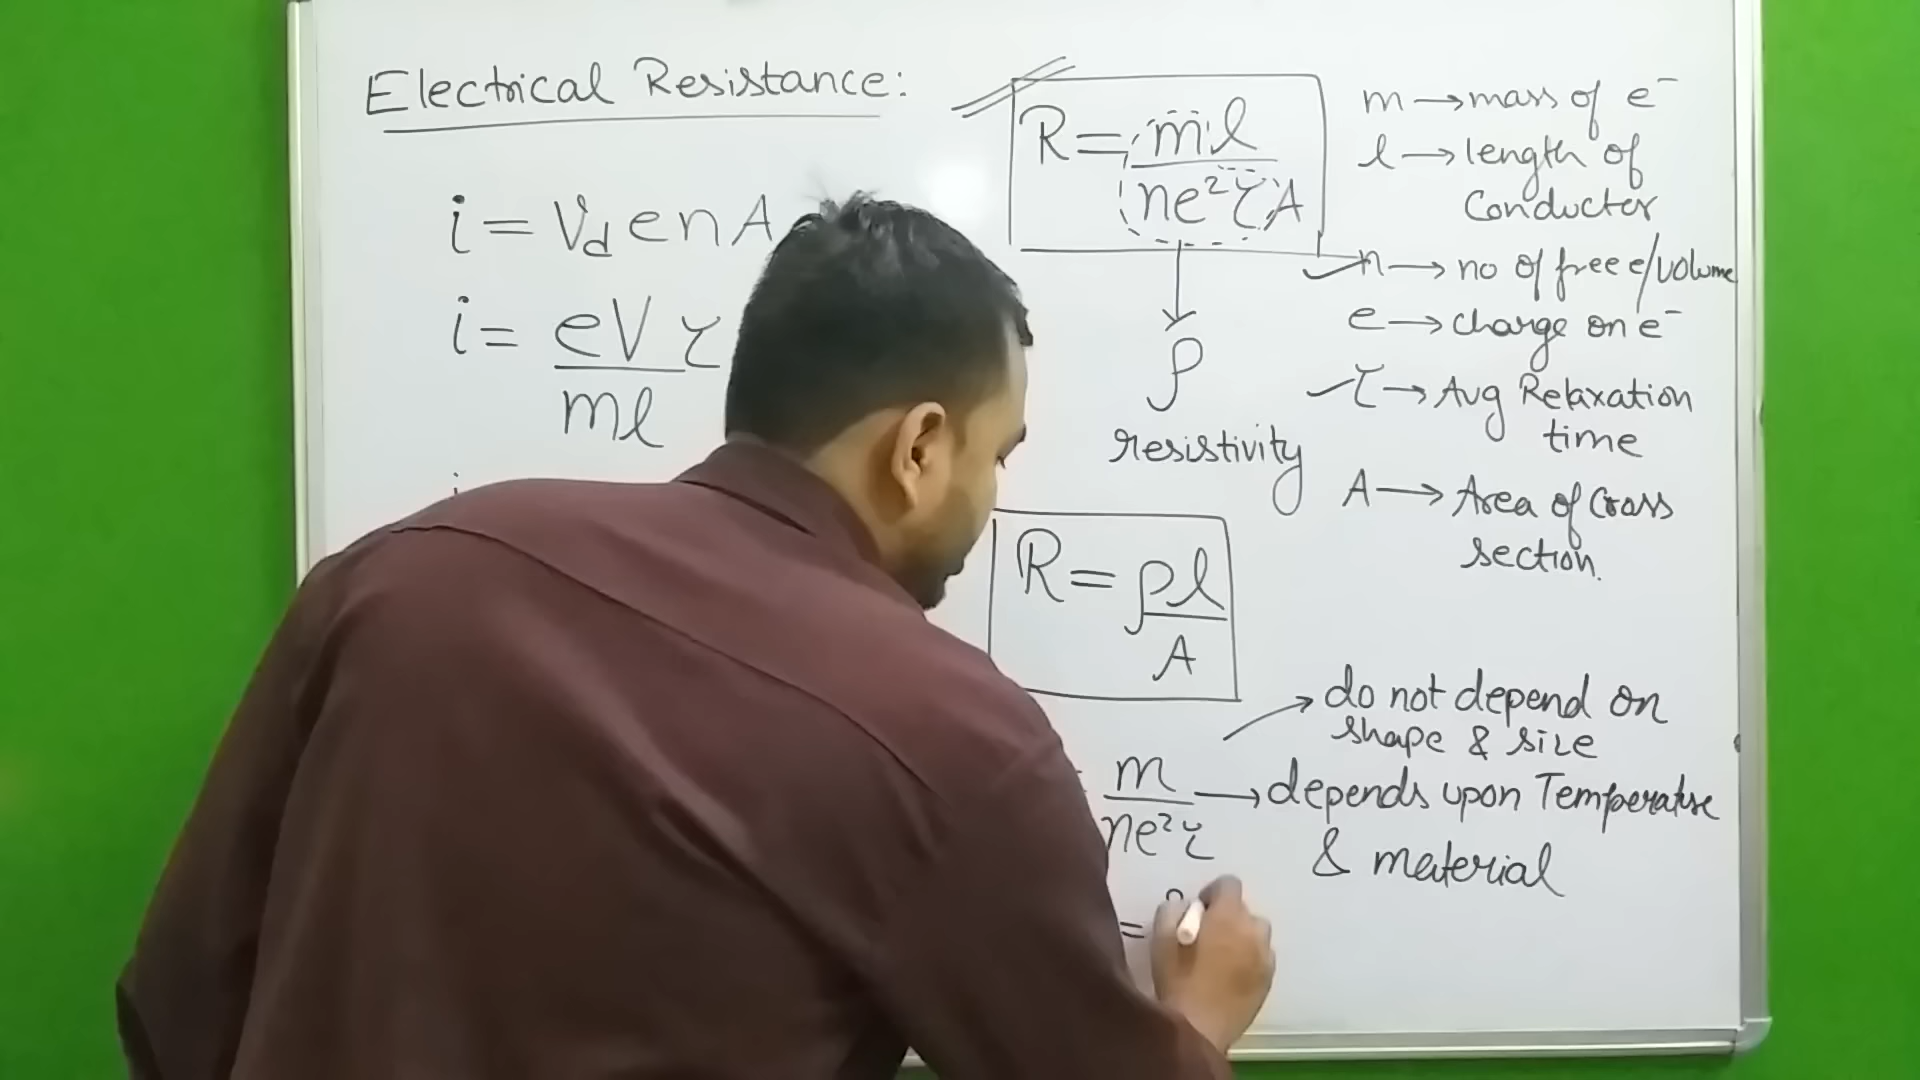 Electrical Resistance:
i = Vd e n A
i = eVτ
ml
R = ml
ne²τA
ρ
resistivity
R = ρl
A
m
ne²τ
=
m → mass of e⁻
l → length of
Conductor
n → no of free e/volume
e → charge on e⁻
τ → Avg Relaxation
time
A → Area of Cross
section.
→ do not depend on
shape & size
→ depends upon Temperature
& material